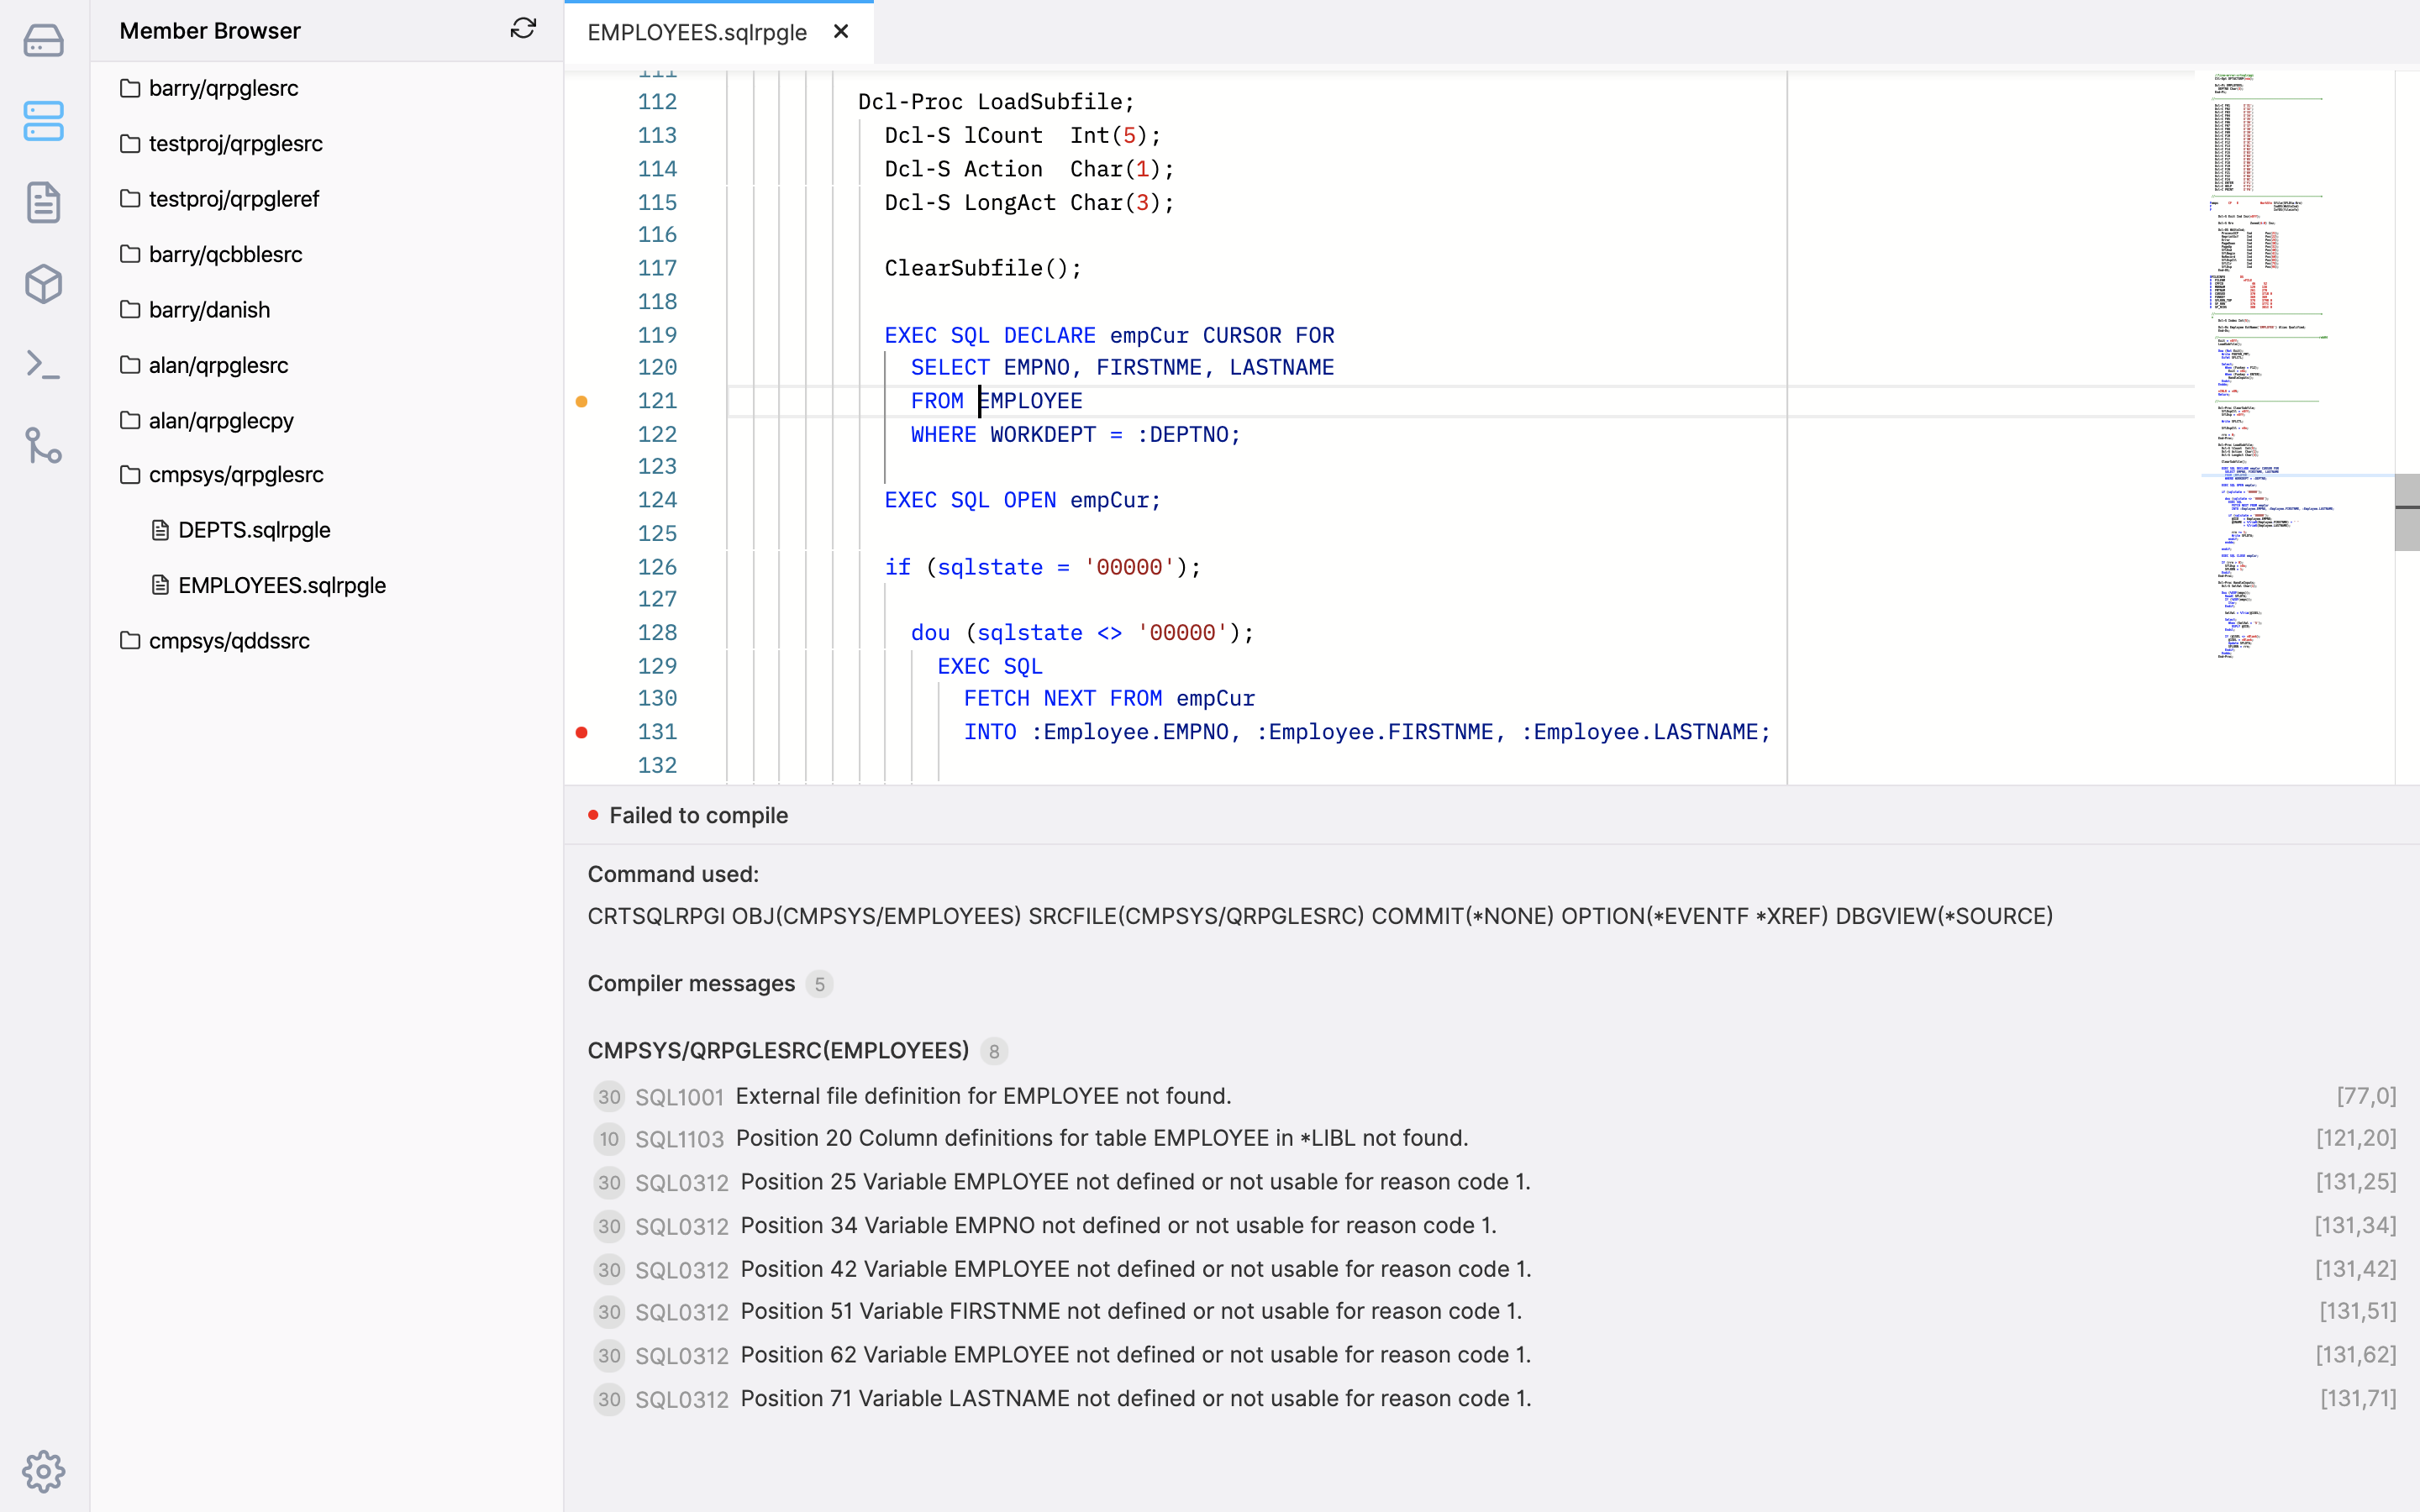 Member Browser
barry/qrpglesrc
testproj/qrpglesrc
testproj/qrpgleref
barry/qcbblesrc
barry/danish
alan/qrpglesrc
alan/qrpglecpy
cmpsys/qrpglesrc
DEPTS.sqlrpgle
EMPLOYEES.sqlrpgle
cmpsys/qddssrc
EMPLOYEES.sqlrpgle
111
112 Dcl-Proc LoadSubfile;
113 Dcl-S lCount  Int(5);
114 Dcl-S Action  Char(1);
115 Dcl-S LongAct Char(3);
116
117 ClearSubfile();
118
119 EXEC SQL DECLARE empCur CURSOR FOR
120 SELECT EMPNO, FIRSTNME, LASTNAME
121 FROM EMPLOYEE
122 WHERE WORKDEPT = :DEPTNO;
123
124 EXEC SQL OPEN empCur;
125
126 if (sqlstate = '00000');
127
128 dou (sqlstate <> '00000');
129 EXEC SQL
130 FETCH NEXT FROM empCur
131 INTO :Employee.EMPNO, :Employee.FIRSTNME, :Employee.LASTNAME;
132
Failed to compile
Command used:
CRTSQLRPGI OBJ(CMPSYS/EMPLOYEES) SRCFILE(CMPSYS/QRPGLESRC) COMMIT(*NONE) OPTION(*EVENTF *XREF) DBGVIEW(*SOURCE)
Compiler messages 5
CMPSYS/QRPGLESRC(EMPLOYEES) 8
30 SQL1001 External file definition for EMPLOYEE not found. [77,0]
10 SQL1103 Position 20 Column definitions for table EMPLOYEE in *LIBL not found. [121,20]
30 SQL0312 Position 25 Variable EMPLOYEE not defined or not usable for reason code 1. [131,25]
30 SQL0312 Position 34 Variable EMPNO not defined or not usable for reason code 1. [131,34]
30 SQL0312 Position 42 Variable EMPLOYEE not defined or not usable for reason code 1. [131,42]
30 SQL0312 Position 51 Variable FIRSTNME not defined or not usable for reason code 1. [131,51]
30 SQL0312 Position 62 Variable EMPLOYEE not defined or not usable for reason code 1. [131,62]
30 SQL0312 Position 71 Variable LASTNAME not defined or not usable for reason code 1. [131,71]